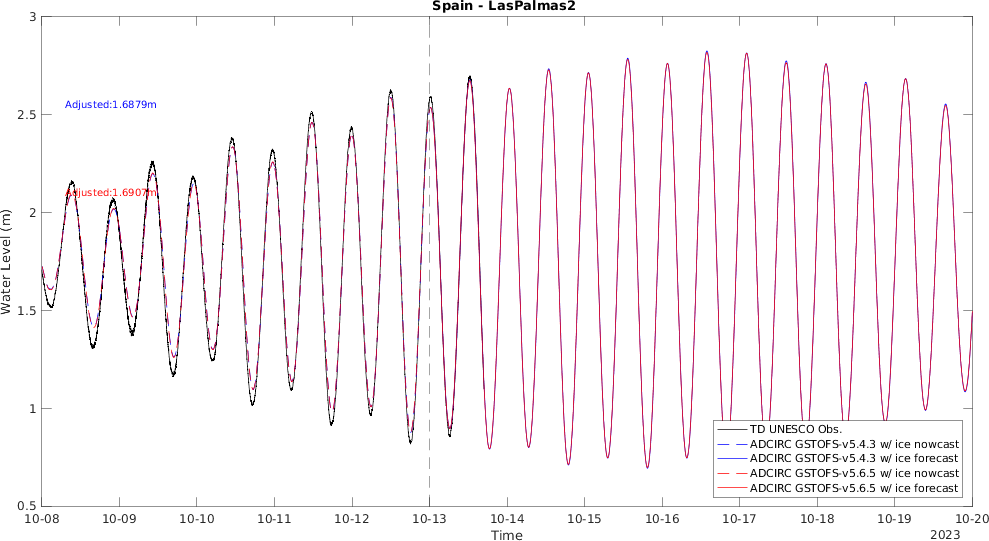 Spain - LasPalmas2
3
2.5
2
1.5
1
0.5
Water Level (m)
Adjusted:1.6879m
Adjusted:1.6907m
TD UNESCO Obs.
ADCIRC GSTOFS-v5.4.3 w/ ice nowcast
ADCIRC GSTOFS-v5.4.3 w/ ice forecast
ADCIRC GSTOFS-v5.6.5 w/ ice nowcast
ADCIRC GSTOFS-v5.6.5 w/ ice forecast
10-08 10-09 10-10 10-11 10-12 10-13 10-14 10-15 10-16 10-17 10-18 10-19 10-20
Time
2023